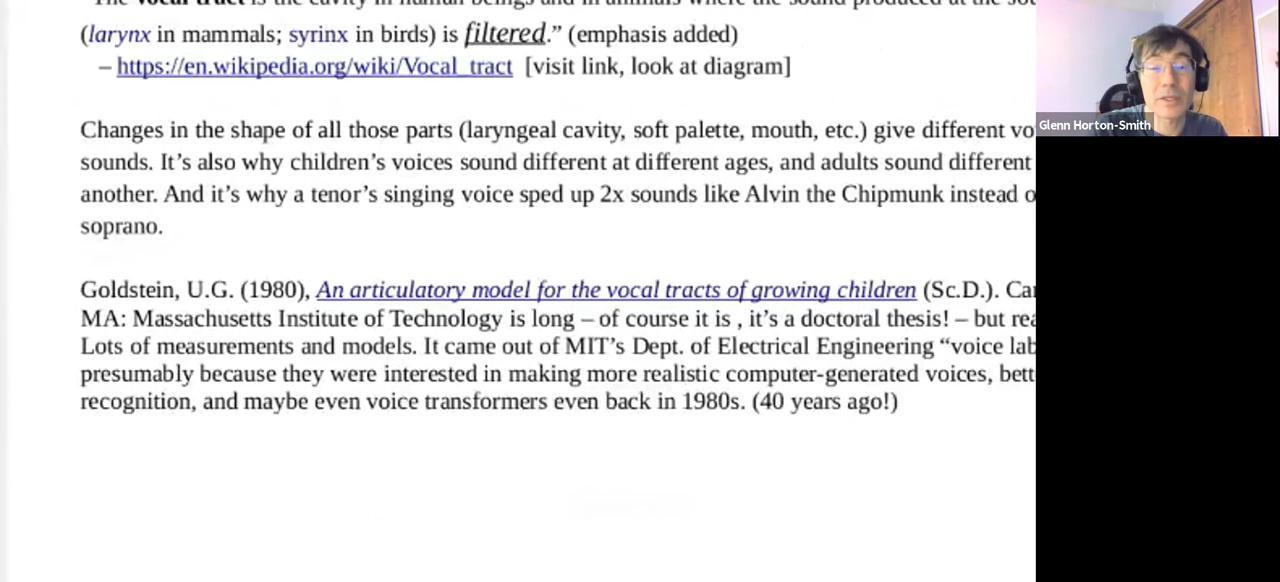 (larynx in mammals; syrinx in birds) is filtered.” (emphasis added)
– https://en.wikipedia.org/wiki/Vocal_tract [visit link, look at diagram]
Changes in the shape of all those parts (laryngeal cavity, soft palette, mouth, etc.) give different vo
sounds. It’s also why children’s voices sound different at different ages, and adults sound different
another. And it’s why a tenor’s singing voice sped up 2x sounds like Alvin the Chipmunk instead o
soprano.
Goldstein, U.G. (1980), An articulatory model for the vocal tracts of growing children (Sc.D.). Ca
MA: Massachusetts Institute of Technology is long – of course it is , it’s a doctoral thesis! – but rea
Lots of measurements and models. It came out of MIT’s Dept. of Electrical Engineering “voice lab
presumably because they were interested in making more realistic computer-generated voices, bett
recognition, and maybe even voice transformers even back in 1980s. (40 years ago!)
Glenn Horton-Smith